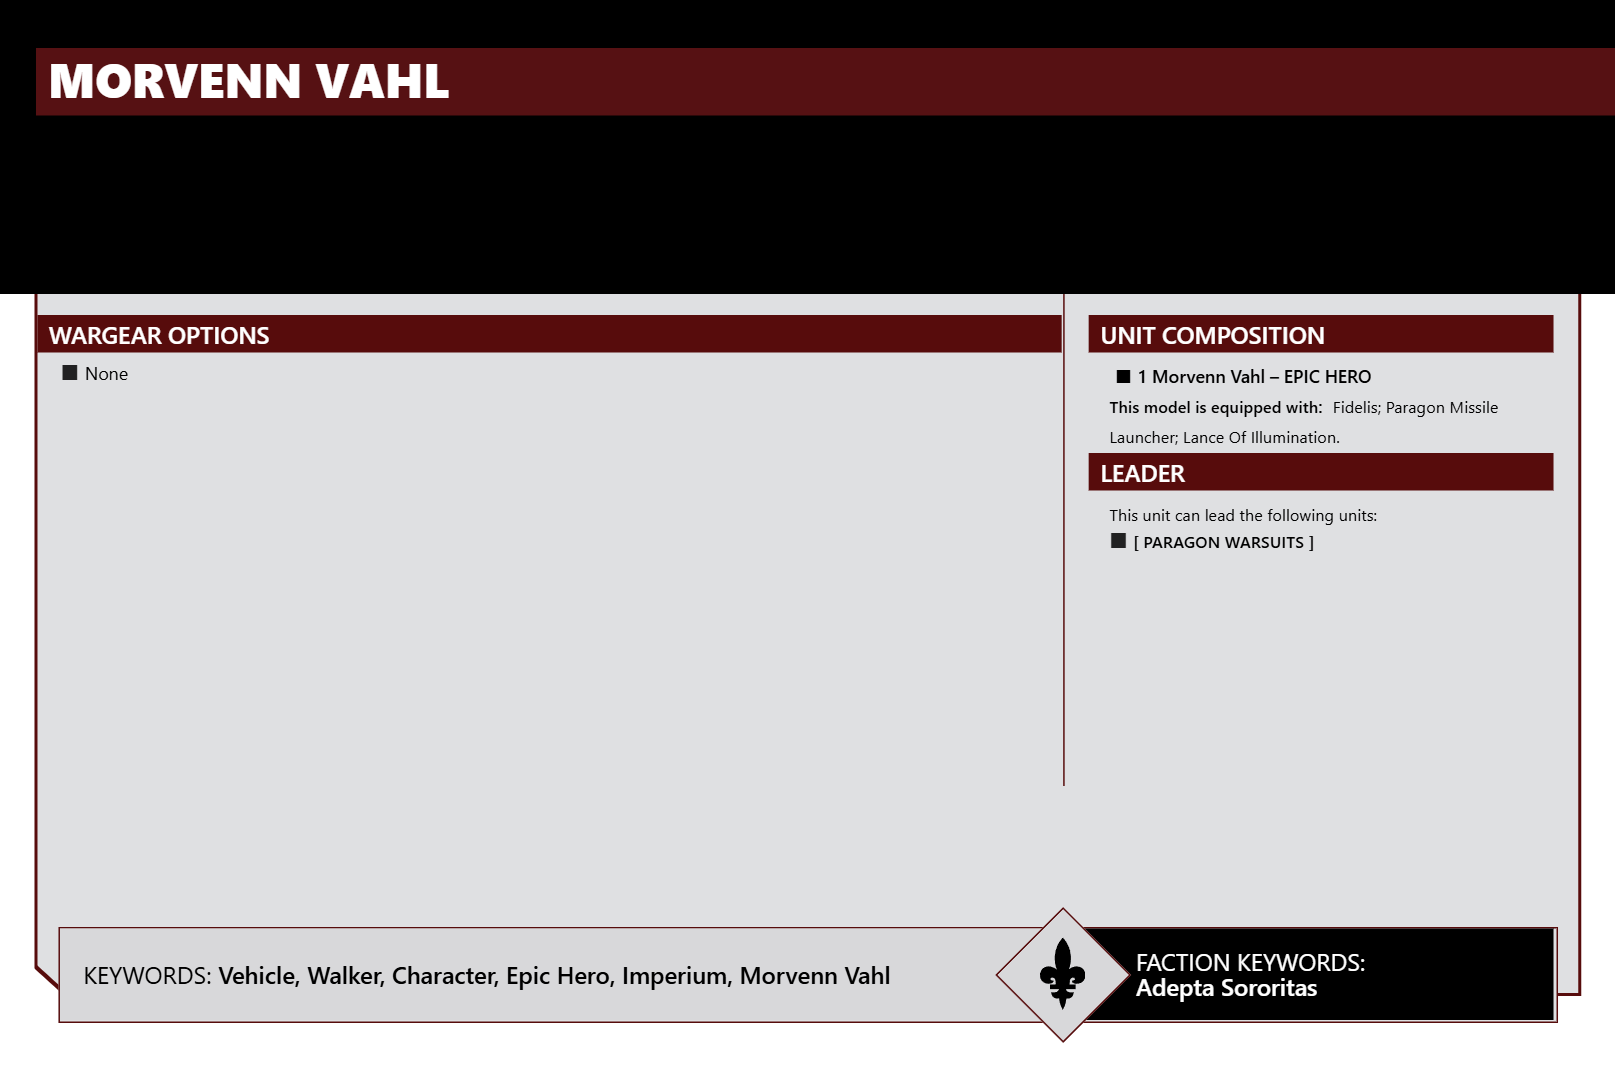 MORVENN VAHL
WARGEAR OPTIONS
None
UNIT COMPOSITION
1 Morvenn Vahl – EPIC HERO
This model is equipped with: Fidelis; Paragon Missile
Launcher; Lance Of Illumination.
LEADER
This unit can lead the following units:
[ PARAGON WARSUITS ]
KEYWORDS: Vehicle, Walker, Character, Epic Hero, Imperium, Morvenn Vahl
FACTION KEYWORDS:
Adepta Sororitas